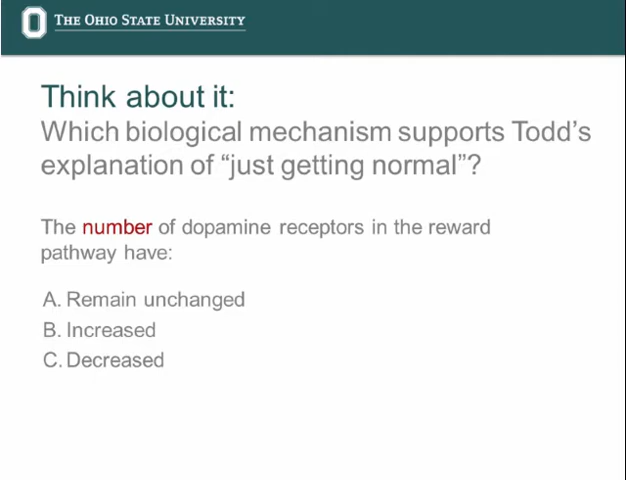 THE OHIO STATE UNIVERSITY
Think about it:
Which biological mechanism supports Todd's
explanation of “just getting normal”?
The number of dopamine receptors in the reward
pathway have:
A. Remain unchanged
B. Increased
C. Decreased